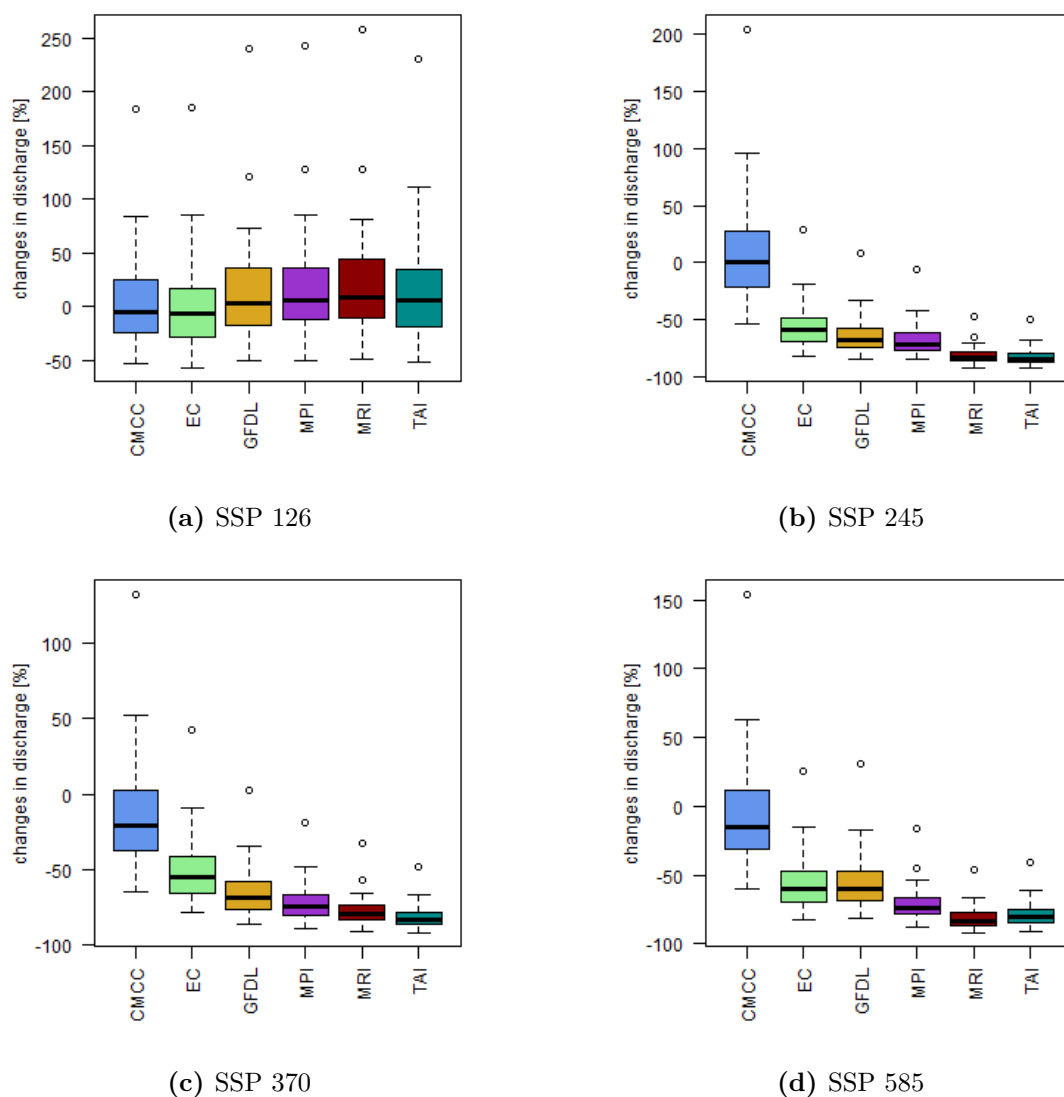 changes in discharge [%]
250
200
150
100
50
0
-50
CMCC
EC
GFDL
MPI
MRI
TAI
(a) SSP 126
changes in discharge [%]
200
150
100
50
0
-50
-100
CMCC
EC
GFDL
MPI
MRI
TAI
(b) SSP 245
changes in discharge [%]
100
50
0
-50
-100
CMCC
EC
GFDL
MPI
MRI
TAI
(c) SSP 370
changes in discharge [%]
150
100
50
0
-50
-100
CMCC
EC
GFDL
MPI
MRI
TAI
(d) SSP 585